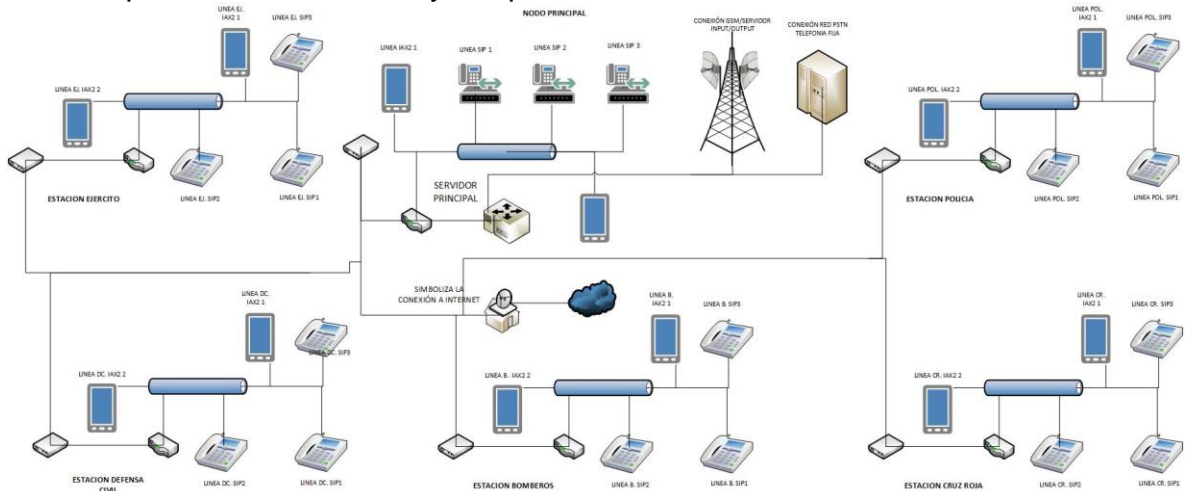 NODO PRINCIPAL
LINEA EJ.
IAX2 1
LINEA EJ. SIP3
LINEA EJ. IAX2 2
LINEA EJ. SIP2
LINEA EJ. SIP1
ESTACION EJERCITO
LINEA IAX2 1
LINEA SIP 1
LINEA SIP 2
LINEA SIP 3
SERVIDOR
PRINCIPAL
CONEXIÓN GSM/SERVIDOR
INPUT/OUTPUT
CONEXIÓN RED PSTN
TELEFONIA FIJA
LINEA POL.
IAX2 1
LINEA POL. SIP3
LINEA POL. IAX2 2
LINEA POL. SIP2
LINEA POL. SIP1
ESTACION POLICIA
SIMBOLIZA LA
CONEXIÓN A INTERNET
LINEA DC.
IAX2 1
LINEA DC. SIP3
LINEA DC. IAX2 2
LINEA DC. SIP2
LINEA DC. SIP1
ESTACION DEFENSA
CIVIL
LINEA B.
IAX2 1
LINEA B. SIP3
LINEA B. IAX2 2
LINEA B. SIP2
LINEA B. SIP1
ESTACION BOMBEROS
LINEA CR.
IAX2 1
LINEA CR. SIP3
LINEA CR. IAX2 2
LINEA CR. SIP2
LINEA CR. SIP1
ESTACION CRUZ ROJA